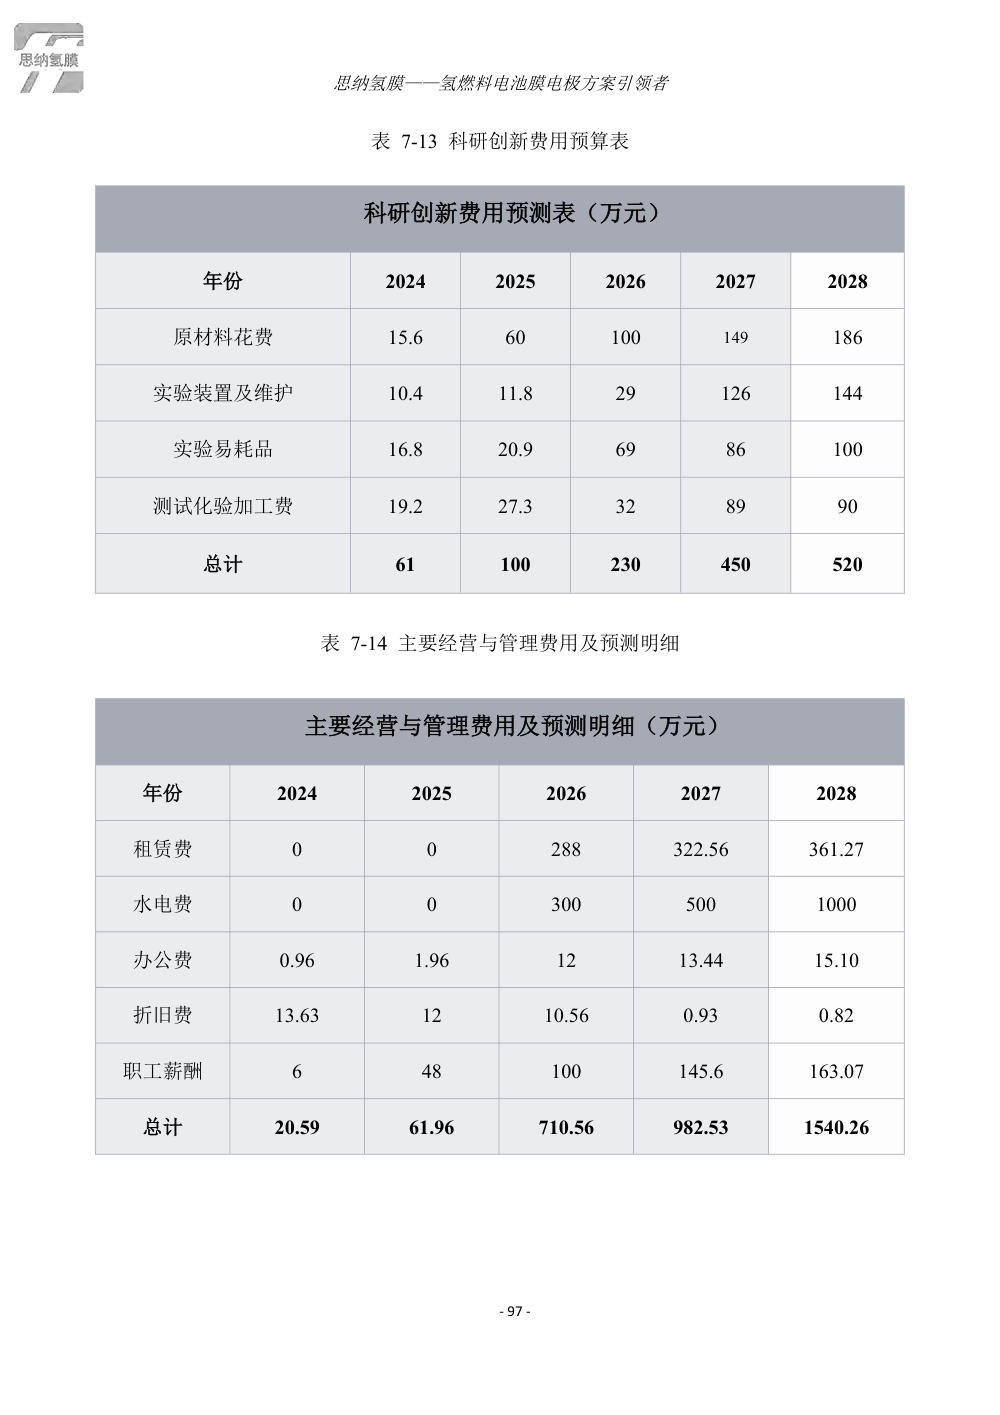 思纳氢膜
思纳氢膜——氢燃料电池膜电极方案引领者
表 7-13 科研创新费用预算表
科研创新费用预测表（万元）
年份 2024 2025 2026 2027 2028
原材料花费 15.6 60 100 149 186
实验装置及维护 10.4 11.8 29 126 144
实验易耗品 16.8 20.9 69 86 100
测试化验加工费 19.2 27.3 32 89 90
总计 61 100 230 450 520
表 7-14 主要经营与管理费用及预测明细
主要经营与管理费用及预测明细（万元）
年份 2024 2025 2026 2027 2028
租赁费 0 0 288 322.56 361.27
水电费 0 0 300 500 1000
办公费 0.96 1.96 12 13.44 15.10
折旧费 13.63 12 10.56 0.93 0.82
职工薪酬 6 48 100 145.6 163.07
总计 20.59 61.96 710.56 982.53 1540.26
- 97 -